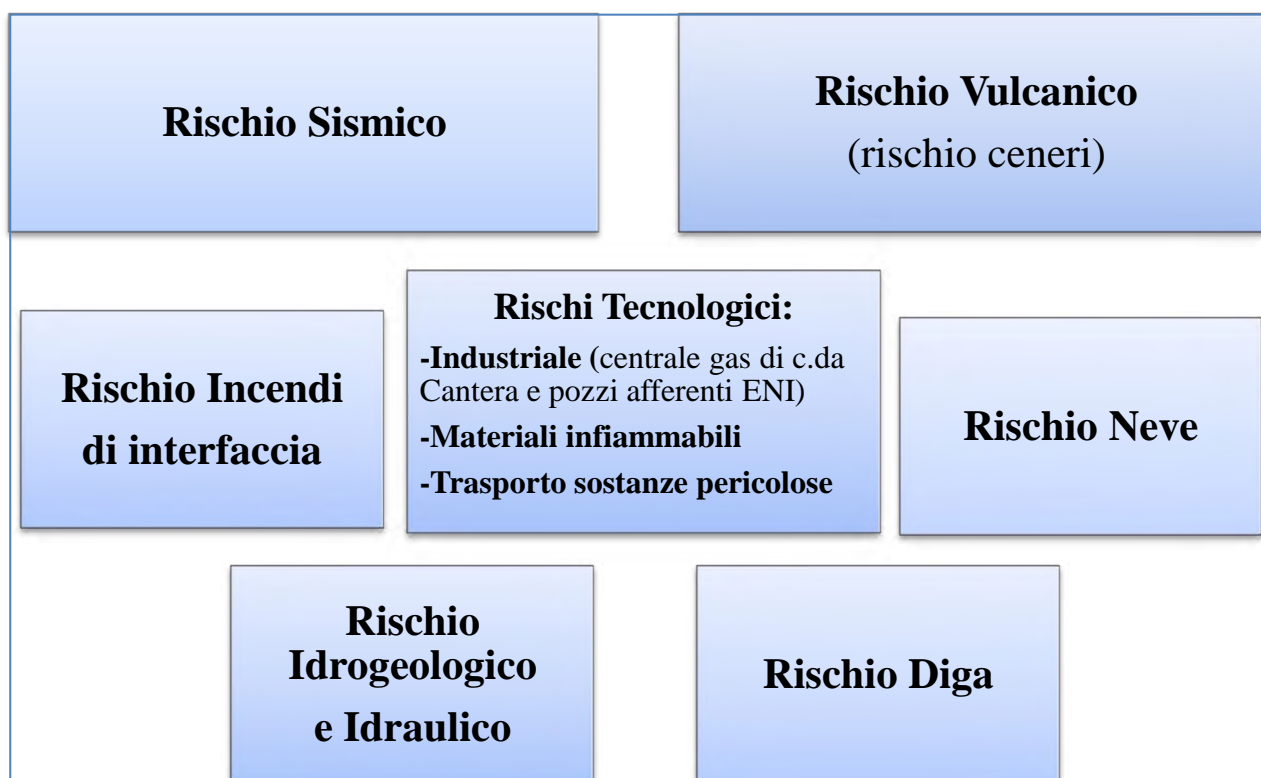 Rischio Sismico
Rischio Vulcanico
(rischio ceneri)
Rischio Incendi
di interfaccia
Rischi Tecnologici:
-Industriale (centrale gas di c.da
Cantera e pozzi afferenti ENI)
-Materiali infiammabili
-Trasporto sostanze pericolose
Rischio Neve
Rischio
Idrogeologico
e Idraulico
Rischio Diga